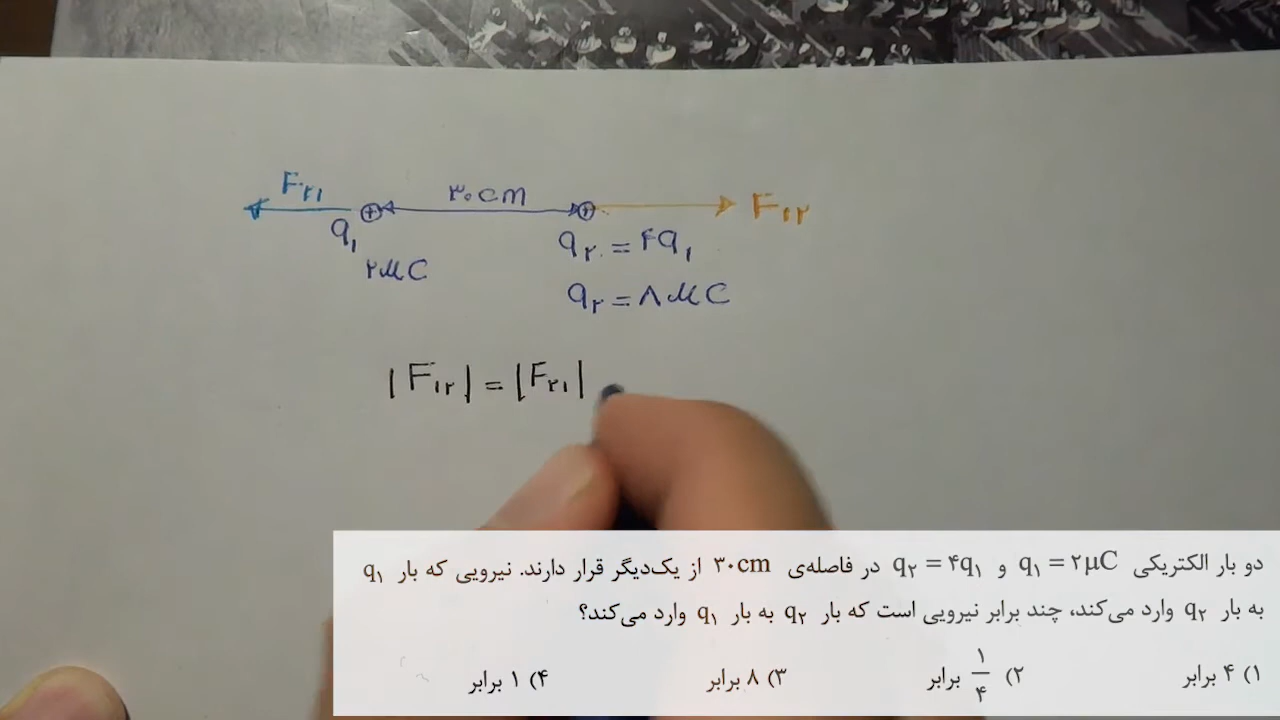 F۲۱ ۳۰cm F۱۲
q۱ q۲ = ۴q۱
۲μC q۲ = ۸μC
|F۱۲| = |F۲۱|
دو بار الکتریکی q۱ = ۲μC و q۲ = ۴q۱ در فاصله‌ی ۳۰cm از یک‌دیگر قرار دارند. نیرویی که بار q۱
به بار q۲ وارد می‌کند، چند برابر نیرویی است که بار q۲ به بار q۱ وارد می‌کند؟
۱) ۴ برابر ۲) ۱/۴ برابر ۳) ۸ برابر ۴) ۱ برابر